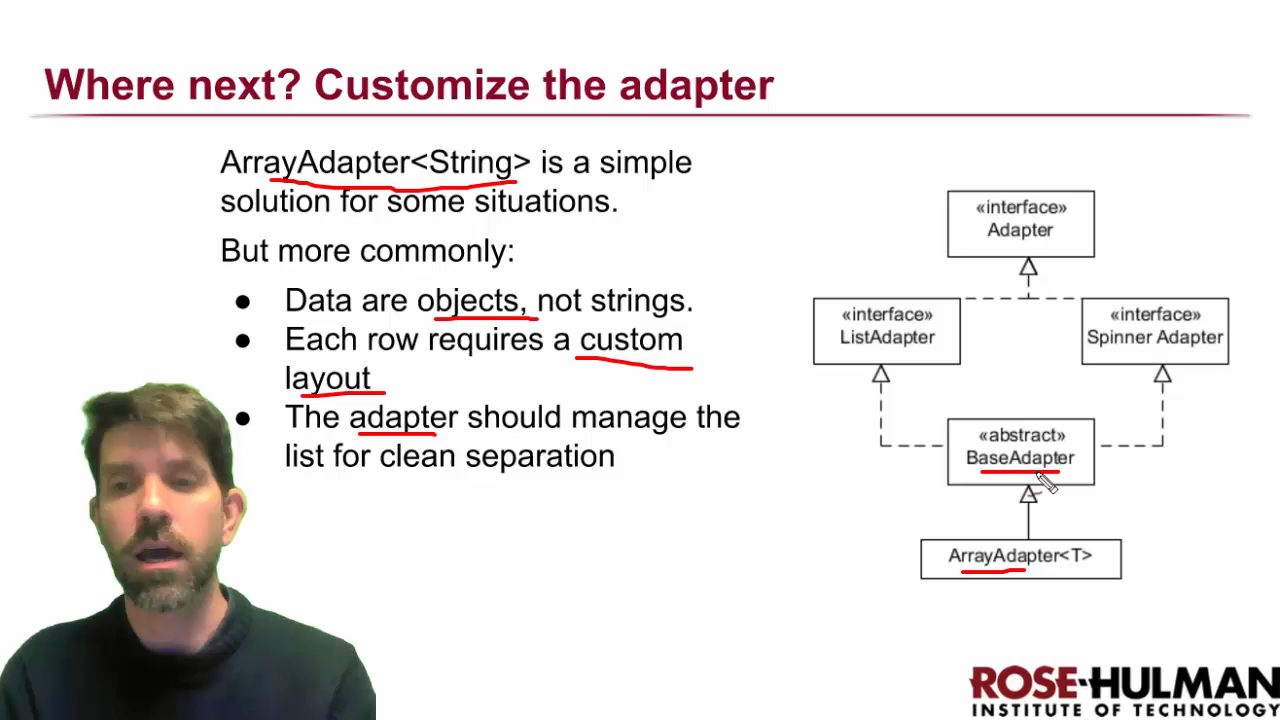 Where next? Customize the adapter
ArrayAdapter<String> is a simple
solution for some situations.
But more commonly:
● Data are objects, not strings.
● Each row requires a custom
layout
● The adapter should manage the
list for clean separation
«interface»
Adapter
«interface»
ListAdapter
«interface»
Spinner Adapter
«abstract»
BaseAdapter
ArrayAdapter<T>
ROSE-HULMAN
INSTITUTE OF TECHNOLOGY